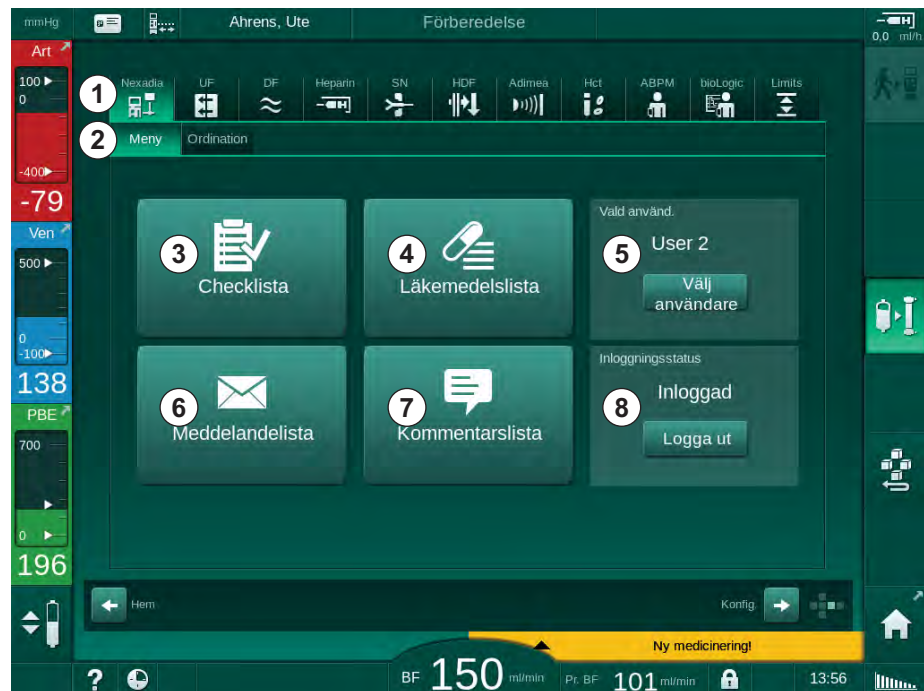 mmHg
Ahrens, Ute
Förberedelse
0,0 ml/h
Art
100
0
-400
-79
Ven
500
0
-100
138
PBE
700
0
196
1
Nexadia UF DF Heparin SN HDF Adimea Hct ABPM bioLogic Limits
2
Meny Ordination
3
Checklista
4
Läkemedelslista
Vald använd.
5
User 2
Välj
användare
6
Meddelandelista
7
Kommentarslista
Inloggningsstatus
8
Inloggad
Logga ut
Hem
Konfig.
Ny medicinering!
? BF 150 ml/min Pr. BF 101 ml/min 13:56